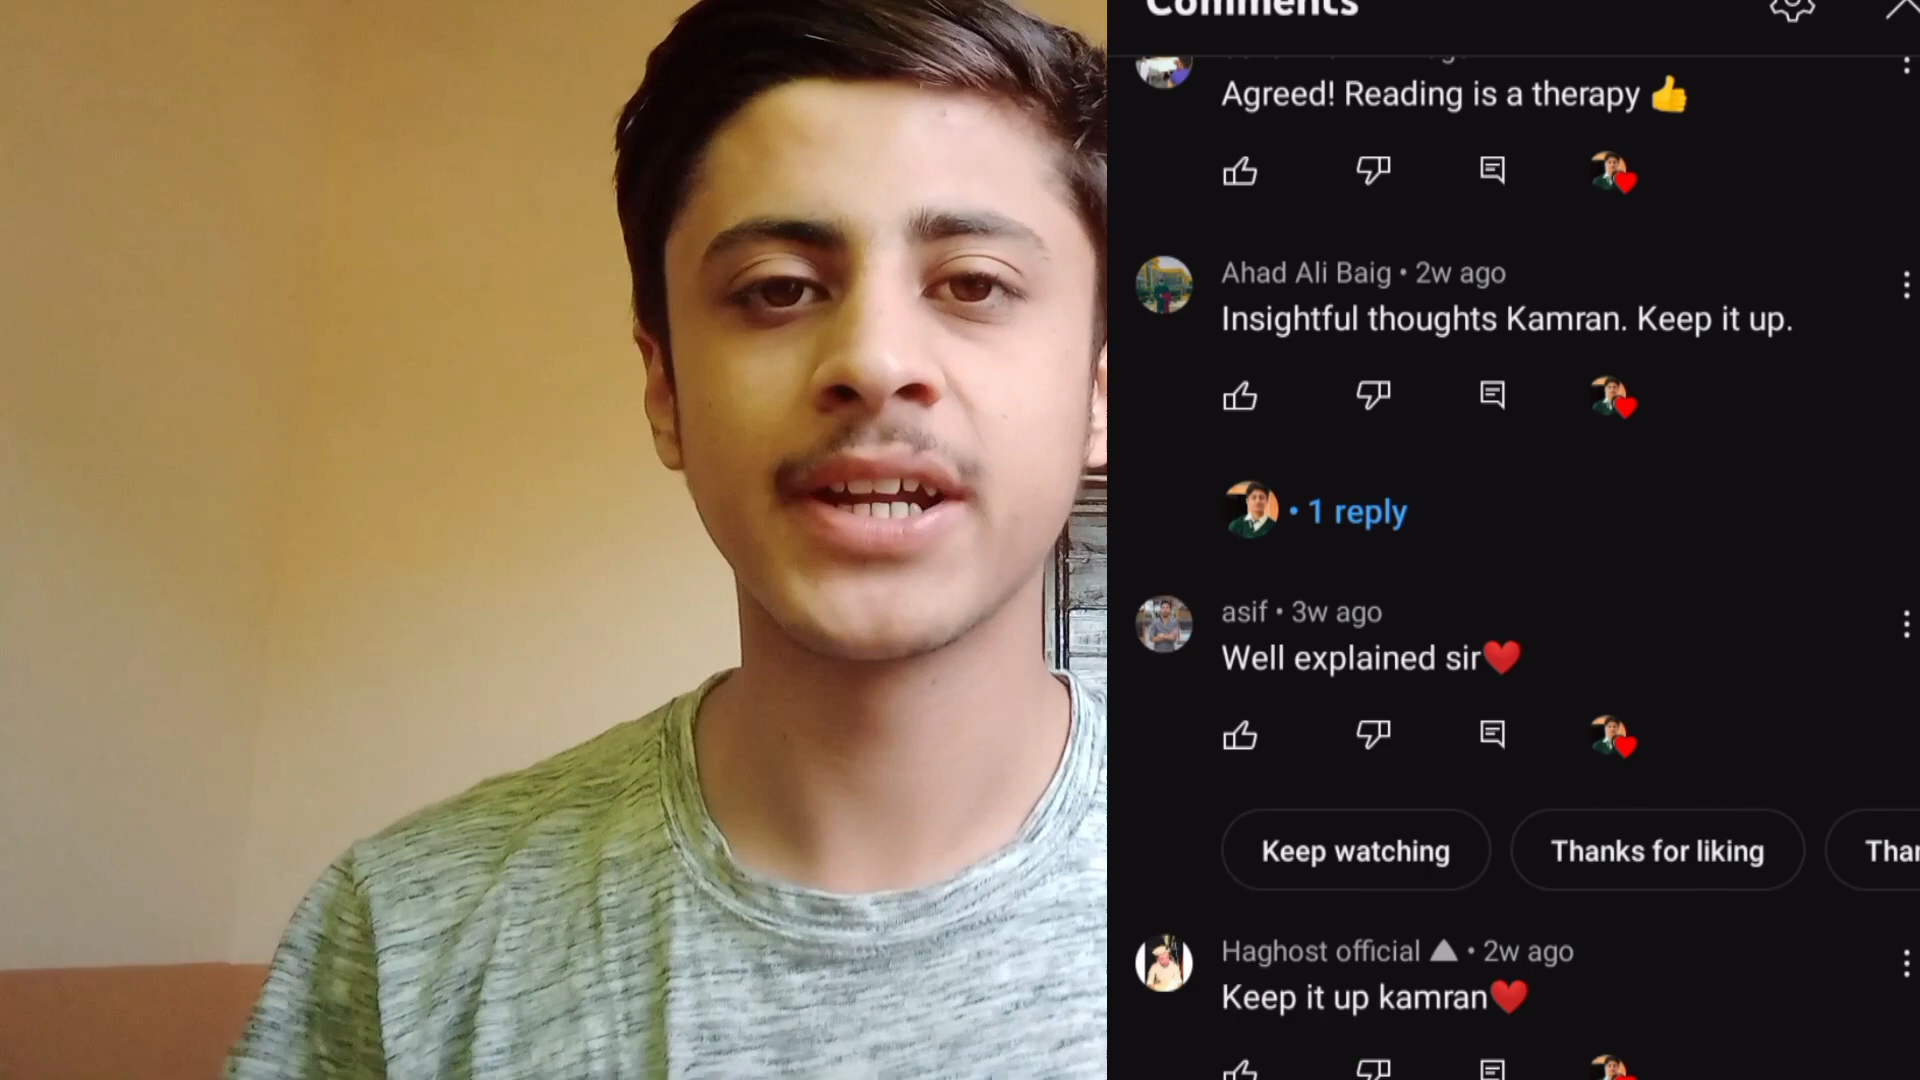 Comments
Agreed! Reading is a therapy 👍
Ahad Ali Baig • 2w ago
Insightful thoughts Kamran. Keep it up.
• 1 reply
asif • 3w ago
Well explained sir❤️
Keep watching
Thanks for liking
Haghost official ▲ • 2w ago
Keep it up kamran❤️